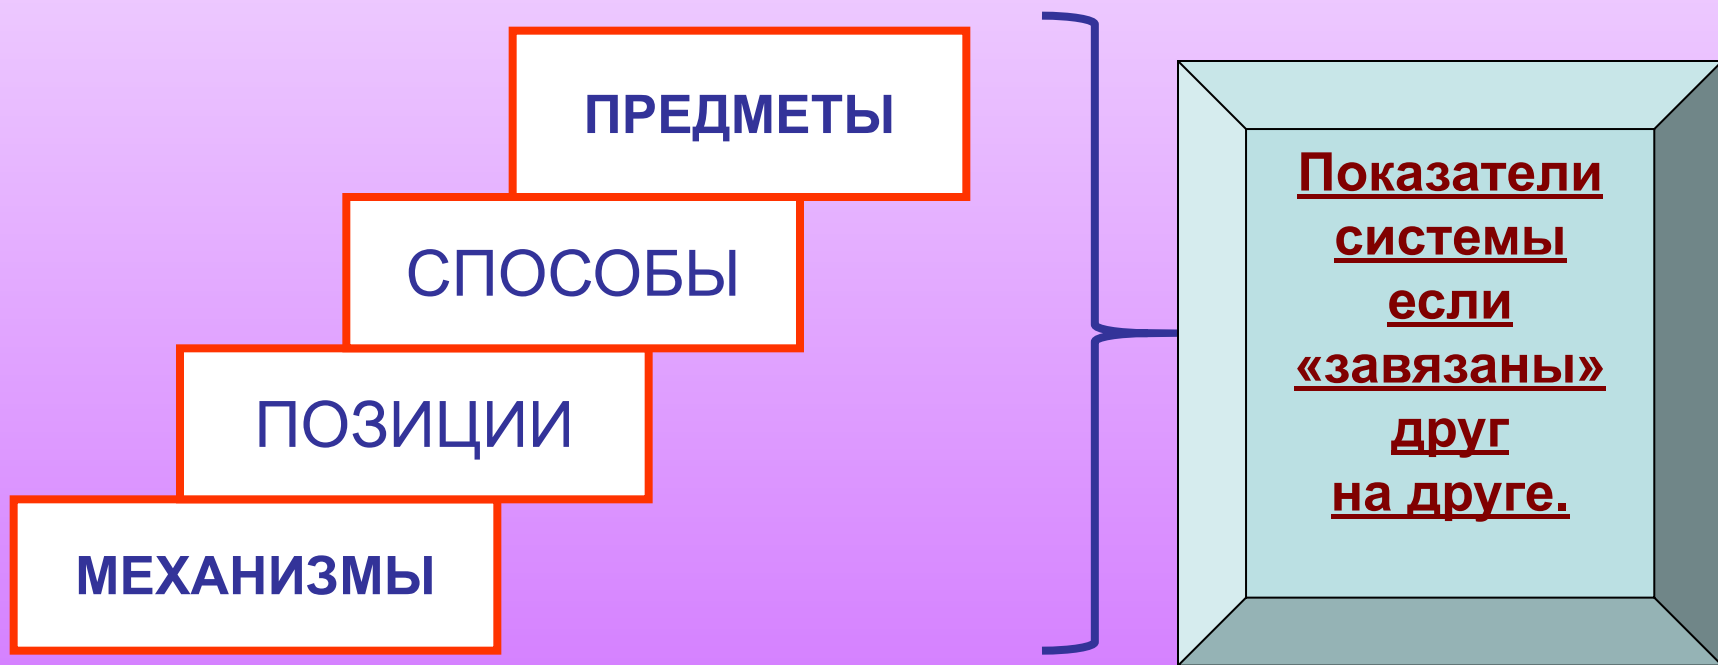 ПРЕДМЕТЫ
СПОСОБЫ
ПОЗИЦИИ
МЕХАНИЗМЫ
Показатели
системы
если
«завязаны»
друг
на друге.